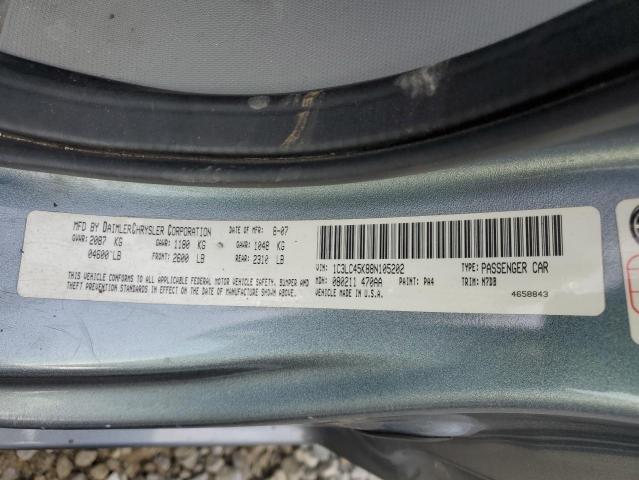 MFD BY DAIMLERCHRYSLER CORPORATION DATE OF MFR: 8-07
GVWR: 2087 KG GAWR: 1180 KG GAWR: 1048 KG
04600 LB FRONT: 2600 LB REAR: 2310 LB
THIS VEHICLE CONFORMS TO ALL APPLICABLE FEDERAL MOTOR VEHICLE SAFETY, BUMPER AND
THEFT PREVENTION STANDARDS IN EFFECT ON THE DATE OF MANUFACTURE SHOWN ABOVE.
VIN: 1C3LC45K88N105202 TYPE: PASSENGER CAR
MDH: 080211 470AA PAINT: PA4 TRIM: M7DB
VEHICLE MADE IN U.S.A. 4658843